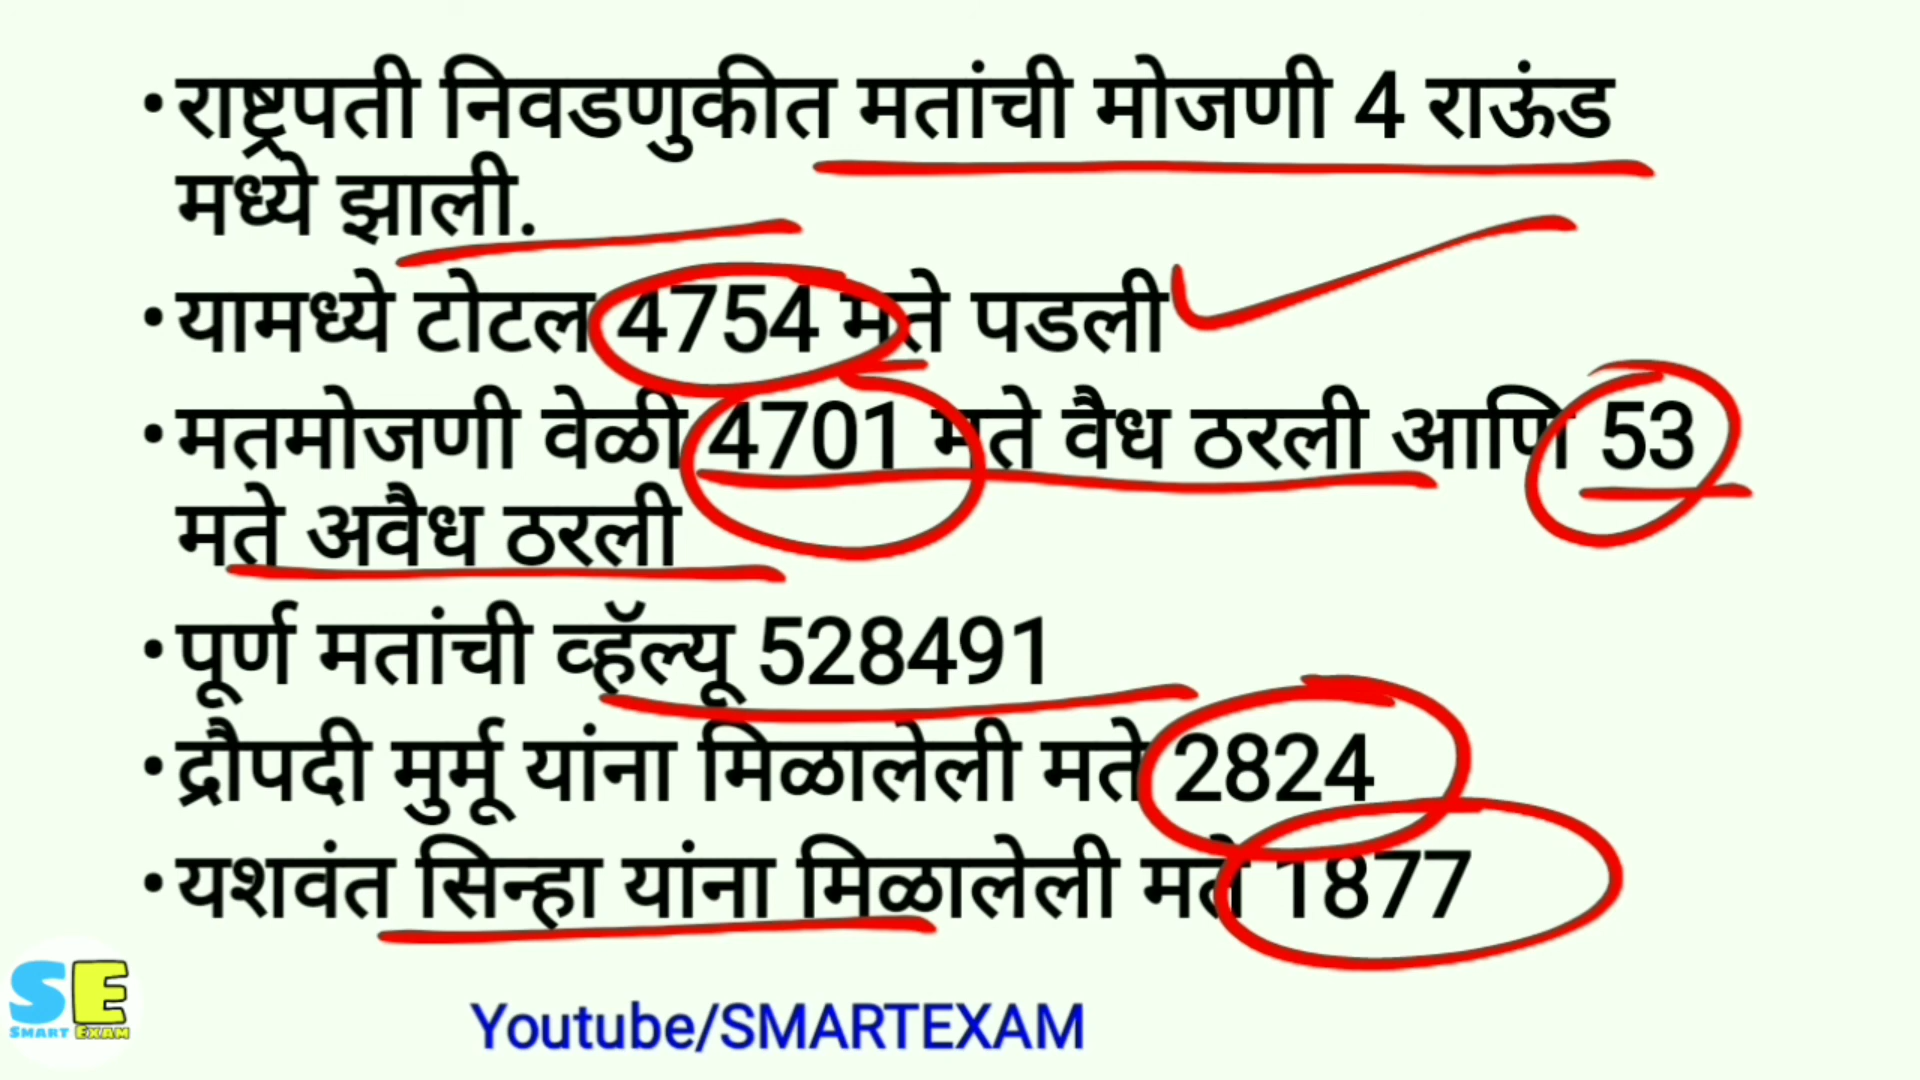 •राष्ट्रपती निवडणुकीत मतांची मोजणी 4 राऊंड
मध्ये झाली.
•यामध्ये टोटल 4754 मते पडली
•मतमोजणी वेळी 4701 मते वैध ठरली आणि 53
मते अवैध ठरली
•पूर्ण मतांची व्हॅल्यू 528491
•द्रौपदी मुर्मू यांना मिळालेली मते 2824
•यशवंत सिन्हा यांना मिळालेली मते 1877
SE
SMART EXAM
Youtube/SMARTEXAM